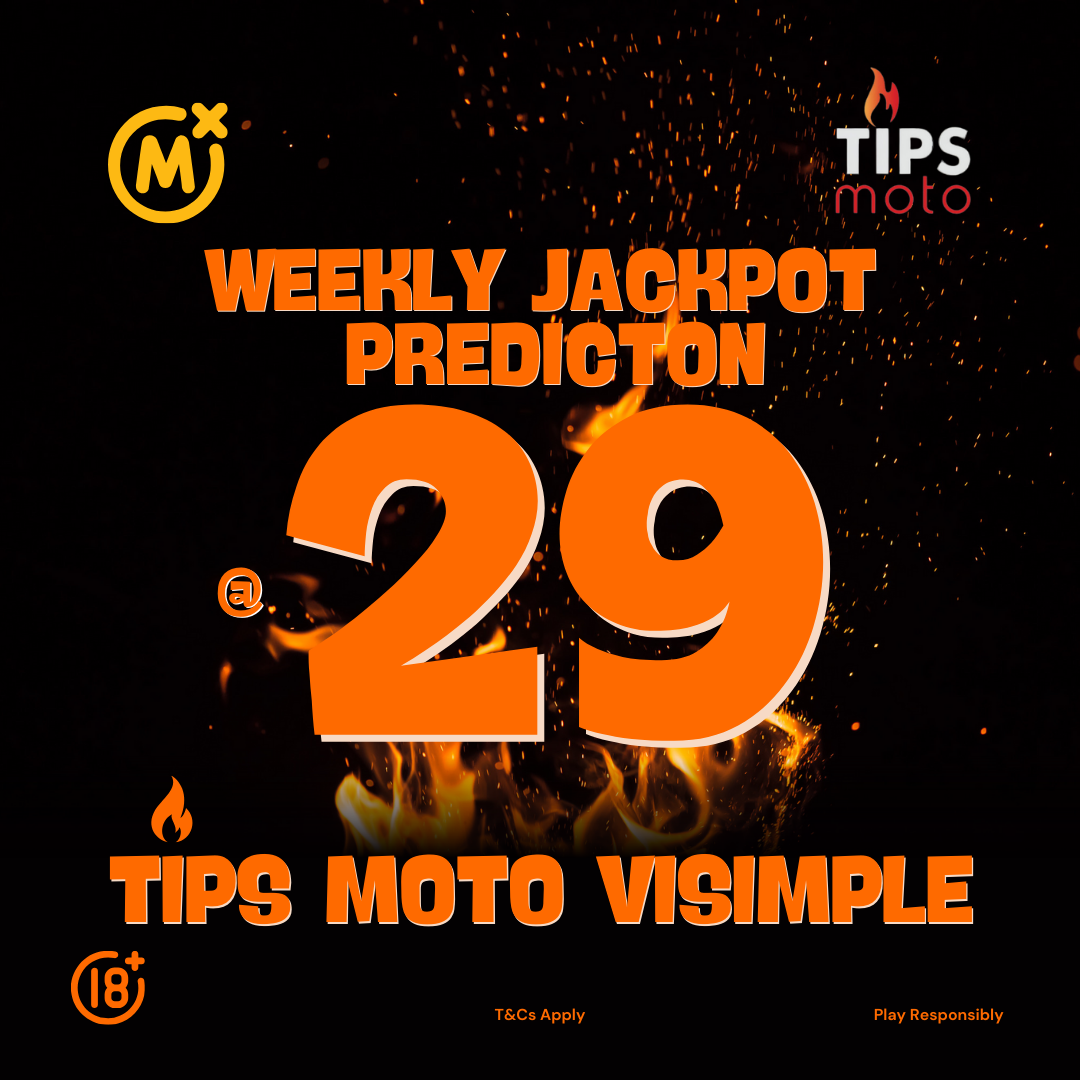 M
TIPS
moto
WEEKLY JACKPOT
PREDICTON
@ 29
TIPS MOTO VISIMPLE
18+
T&Cs Apply
Play Responsibly